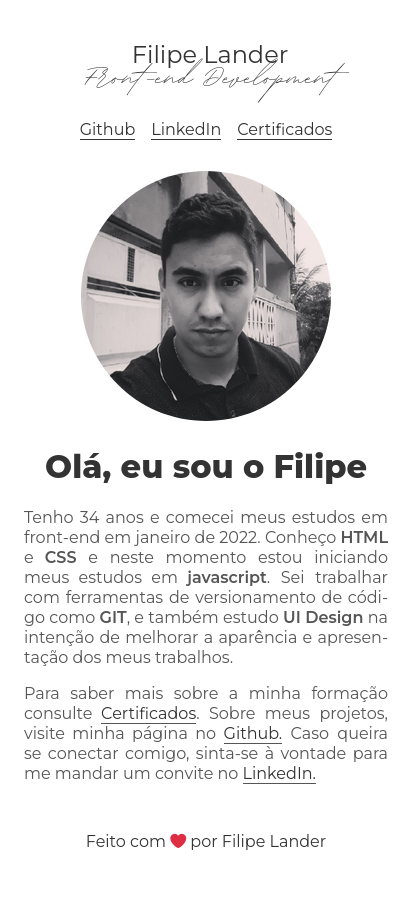 Filipe Lander
Front-end Development
Github LinkedIn Certificados
Olá, eu sou o Filipe
Tenho 34 anos e comecei meus estudos em
front-end em janeiro de 2022. Conheço HTML
e CSS e neste momento estou iniciando
meus estudos em javascript. Sei trabalhar
com ferramentas de versionamento de códi-
go como GIT, e também estudo UI Design na
intenção de melhorar a aparência e apresen-
tação dos meus trabalhos.
Para saber mais sobre a minha formação
consulte Certificados. Sobre meus projetos,
visite minha página no Github. Caso queira
se conectar comigo, sinta-se à vontade para
me mandar um convite no LinkedIn.
Feito com ❤️ por Filipe Lander